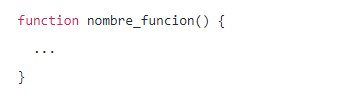 function nombre_funcion() {
...
}